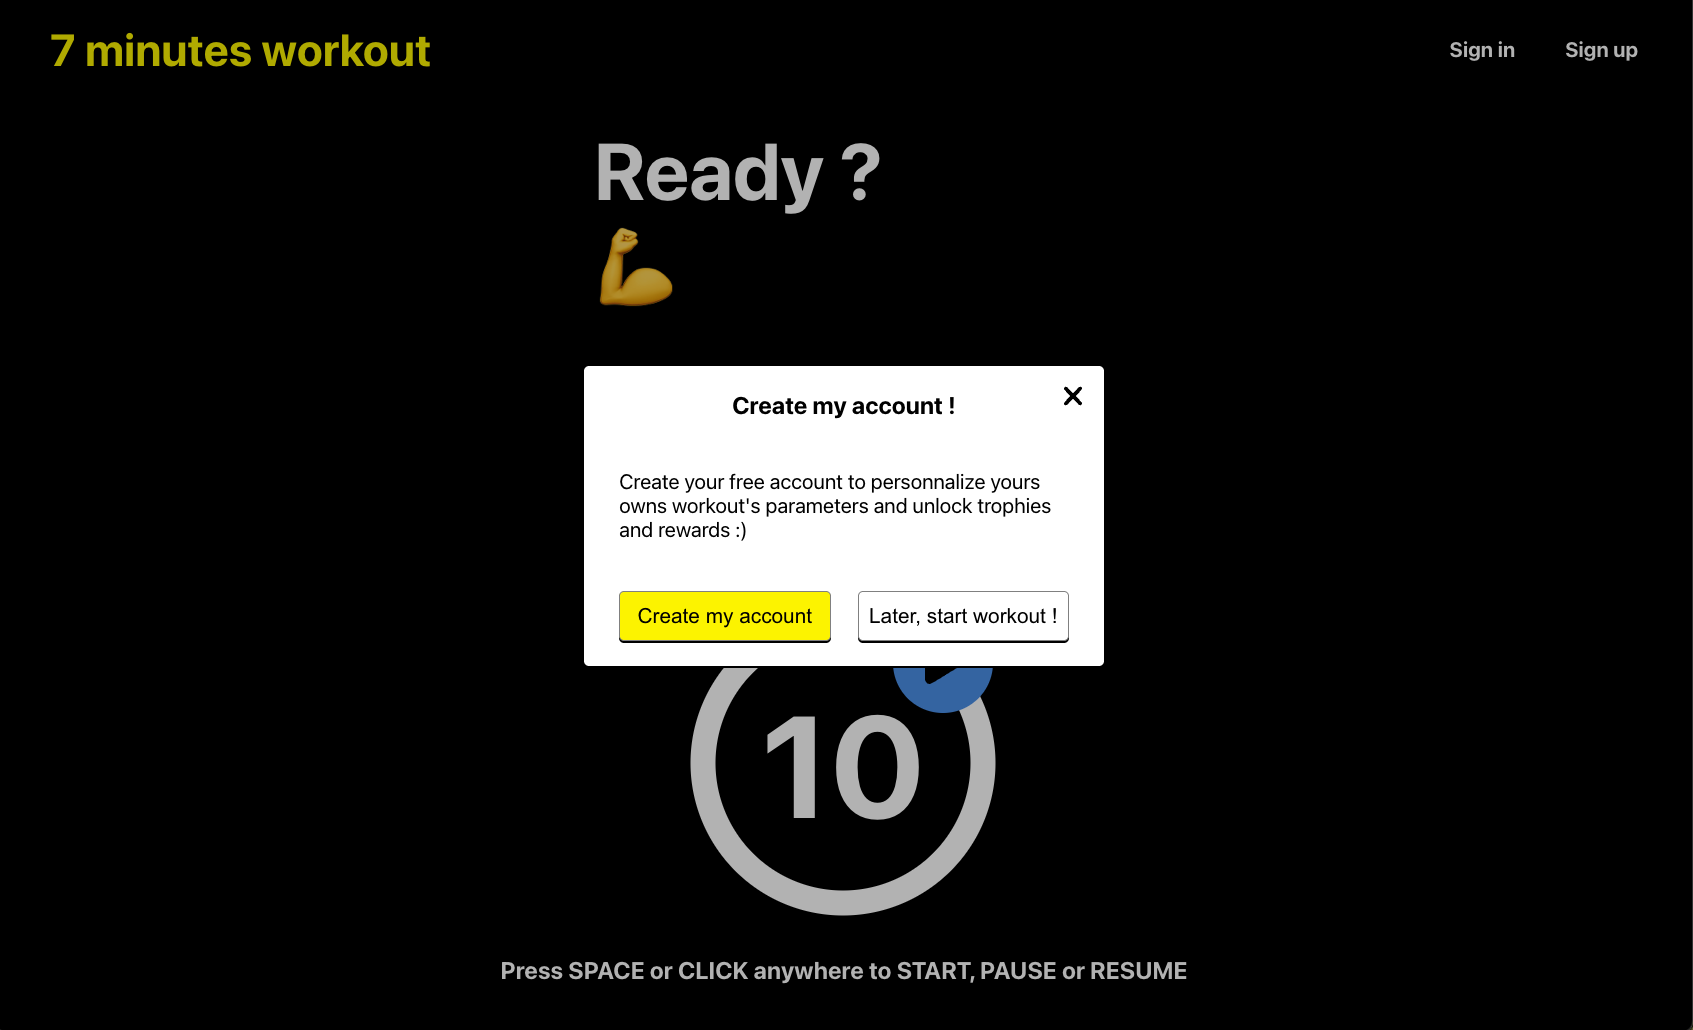 7 minutes workout
Sign in
Sign up
Ready ?
Create my account !
Create your free account to personnalize yours
owns workout's parameters and unlock trophies
and rewards :)
Create my account
Later, start workout !
10
Press SPACE or CLICK anywhere to START, PAUSE or RESUME